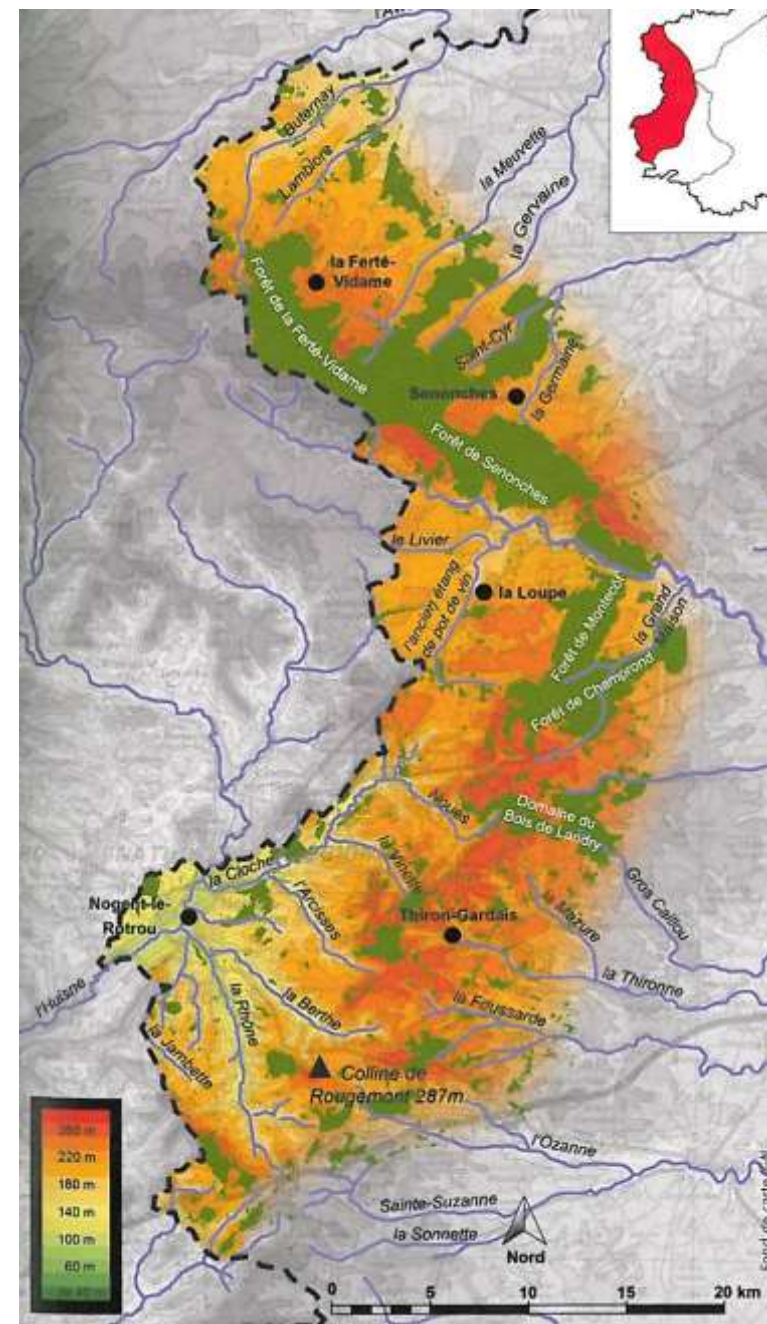 Buternay
Lamblore
la Meuvette
la Gervaine
la Ferté-
Vidame
Forêt de la Ferté-Vidame
Saint-Cyr
Senonches
la Germaine
Forêt de Senonches
le Livier
l'ancien étang
de pot de vin
la Loupe
Forêt de Montécot
la Grand
Maison
Forêt de Champrond
Domaine du
Bois de Landry
la Cloche
la Vinette
l'Arcisses
Nogent-le-
Rotrou
Thiron-Gardais
la Mazure
Gros Caillou
la Thironne
l'Huisne
la Rhône
la Berthe
la Foussarde
la Jambette
Colline de
Rougemont 287m
l'Ozanne
Sainte-Suzanne
la Sonnette
Nord
220 m
180 m
140 m
100 m
60 m
0 5 10 15 20 km